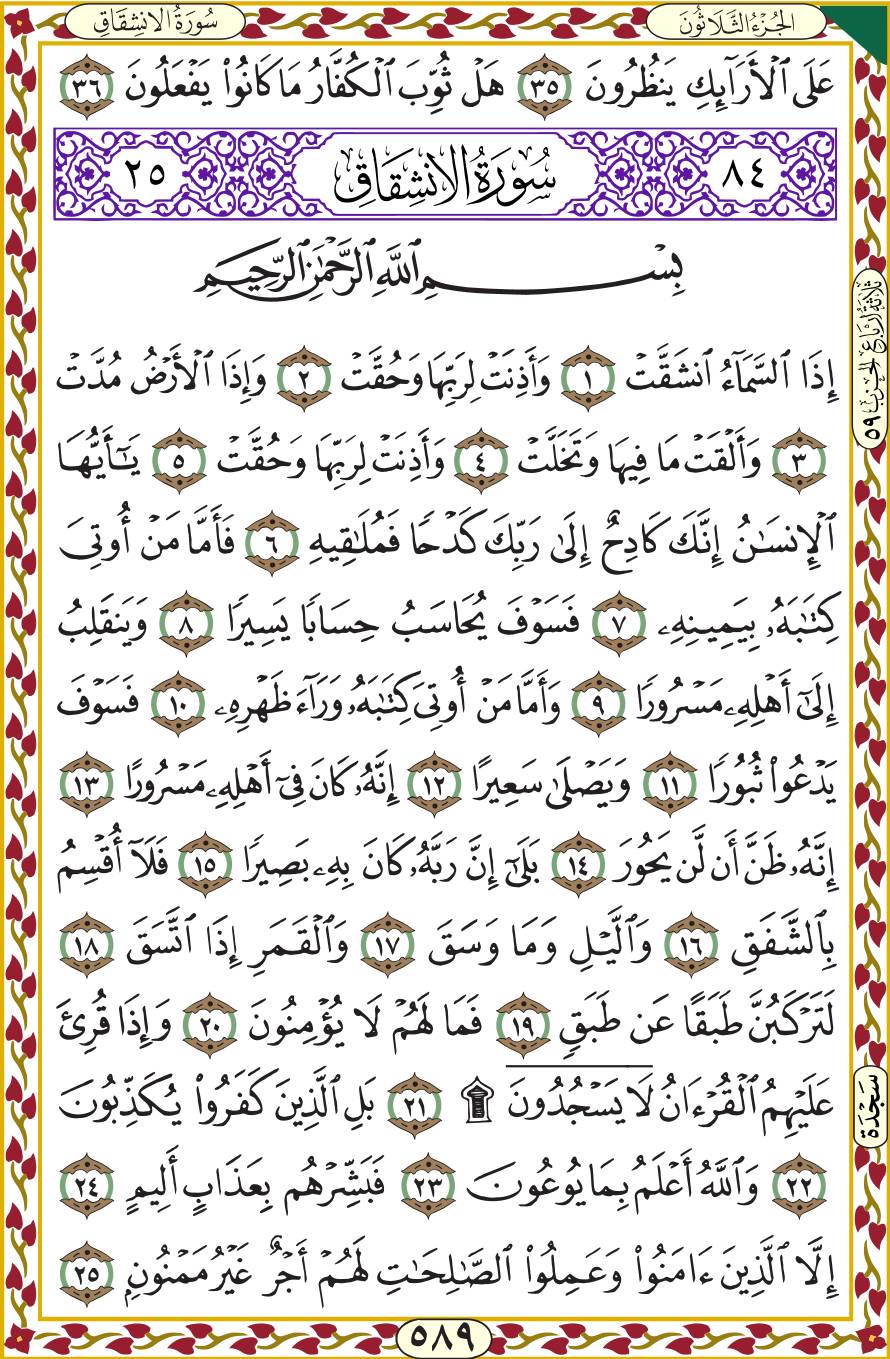 سُورَةُ الانشِقَاقِ
الجُزْءُ الثَّلَاثُونَ
عَلَى ٱلْأَرَآئِكِ يَنظُرُونَ ٣٥ هَلْ ثُوِّبَ ٱلْكُفَّارُ مَا كَانُوا۟ يَفْعَلُونَ ٣٦
٨٤ سُورَةُ الانشِقَاقِ ٢٥
بِسْمِ ٱللَّهِ ٱلرَّحْمَٰنِ ٱلرَّحِيمِ
إِذَا ٱلسَّمَآءُ ٱنشَقَّتْ ١ وَأَذِنَتْ لِرَبِّهَا وَحُقَّتْ ٢ وَإِذَا ٱلْأَرْضُ مُدَّتْ
٣ وَأَلْقَتْ مَا فِيهَا وَتَخَلَّتْ ٤ وَأَذِنَتْ لِرَبِّهَا وَحُقَّتْ ٥ يَٰٓأَيُّهَا
ٱلْإِنسَٰنُ إِنَّكَ كَادِحٌ إِلَىٰ رَبِّكَ كَدْحًا فَمُلَٰقِيهِ ٦ فَأَمَّا مَنْ أُوتِىَ
كِتَٰبَهُۥ بِيَمِينِهِۦ ٧ فَسَوْفَ يُحَاسَبُ حِسَابًا يَسِيرًا ٨ وَيَنقَلِبُ
إِلَىٰٓ أَهْلِهِۦ مَسْرُورًا ٩ وَأَمَّا مَنْ أُوتِىَ كِتَٰبَهُۥ وَرَآءَ ظَهْرِهِۦ ١٠ فَسَوْفَ
يَدْعُوا۟ ثُبُورًا ١١ وَيَصْلَىٰ سَعِيرًا ١٢ إِنَّهُۥ كَانَ فِىٓ أَهْلِهِۦ مَسْرُورًا ١٣
إِنَّهُۥ ظَنَّ أَن لَّن يَحُورَ ١٤ بَلَىٰٓ إِنَّ رَبَّهُۥ كَانَ بِهِۦ بَصِيرًا ١٥ فَلَآ أُقْسِمُ
بِٱلشَّفَقِ ١٦ وَٱلَّيْلِ وَمَا وَسَقَ ١٧ وَٱلْقَمَرِ إِذَا ٱتَّسَقَ ١٨
لَتَرْكَبُنَّ طَبَقًا عَن طَبَقٍ ١٩ فَمَا لَهُمْ لَا يُؤْمِنُونَ ٢٠ وَإِذَا قُرِئَ
عَلَيْهِمُ ٱلْقُرْءَانُ لَا يَسْجُدُونَ ۩ ٢١ بَلِ ٱلَّذِينَ كَفَرُوا۟ يُكَذِّبُونَ
٢٢ وَٱللَّهُ أَعْلَمُ بِمَا يُوعُونَ ٢٣ فَبَشِّرْهُم بِعَذَابٍ أَلِيمٍ ٢٤
إِلَّا ٱلَّذِينَ ءَامَنُوا۟ وَعَمِلُوا۟ ٱلصَّٰلِحَٰتِ لَهُمْ أَجْرٌ غَيْرُ مَمْنُونٍ ٢٥
ثلاثة أرباع الحزب ٥٩
سَجْدَة
٥٨٩